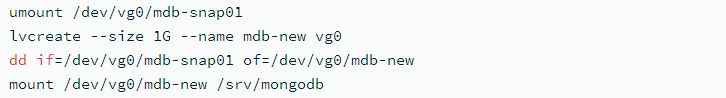 umount /dev/vg0/mdb-snap01
lvcreate --size 1G --name mdb-new vg0
dd if=/dev/vg0/mdb-snap01 of=/dev/vg0/mdb-new
mount /dev/vg0/mdb-new /srv/mongodb